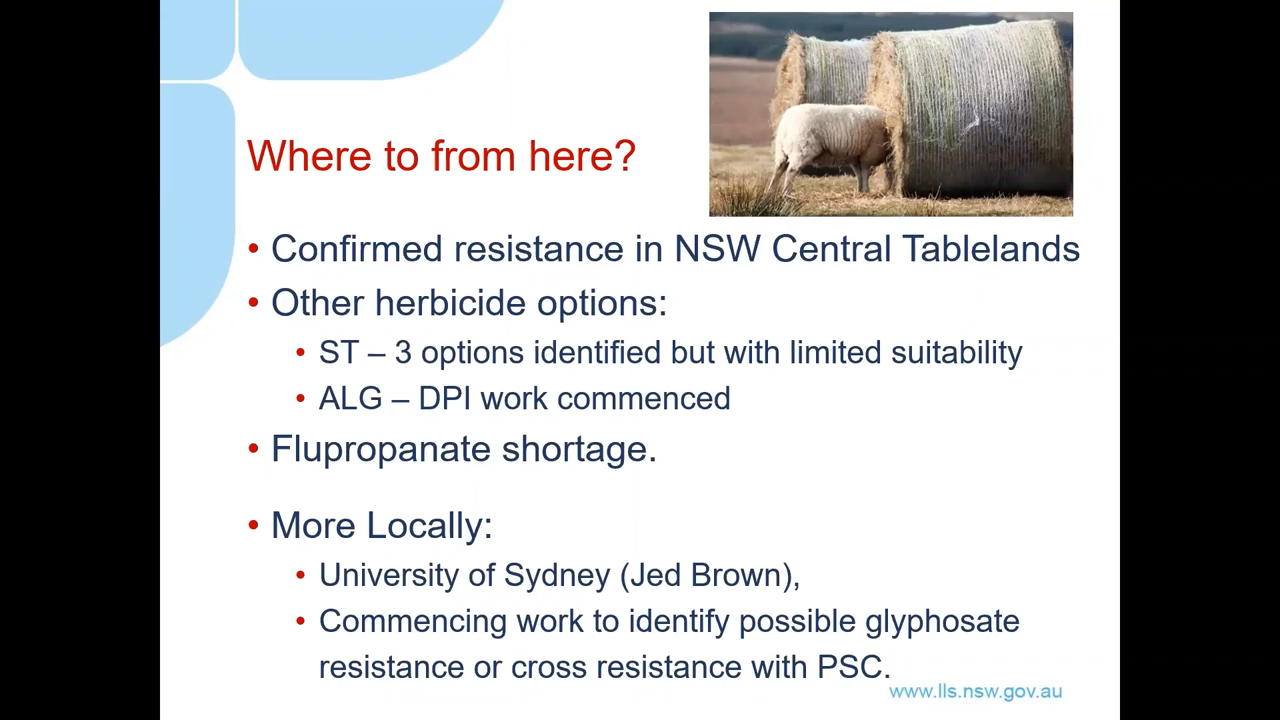 Where to from here?
• Confirmed resistance in NSW Central Tablelands
• Other herbicide options:
• ST – 3 options identified but with limited suitability
• ALG – DPI work commenced
• Flupropanate shortage.
• More Locally:
• University of Sydney (Jed Brown),
• Commencing work to identify possible glyphosate
resistance or cross resistance with PSC.
www.lls.nsw.gov.au